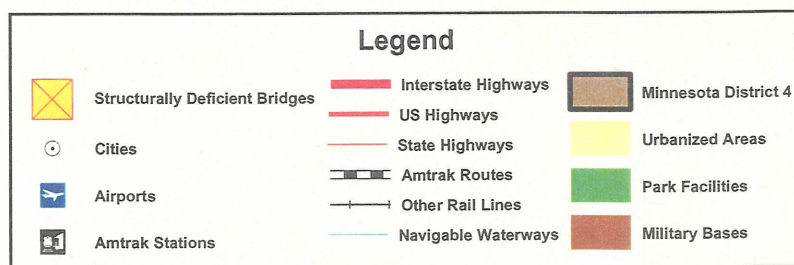 Legend
Structurally Deficient Bridges
Cities
Airports
Amtrak Stations
Interstate Highways
US Highways
State Highways
Amtrak Routes
Other Rail Lines
Navigable Waterways
Minnesota District 4
Urbanized Areas
Park Facilities
Military Bases